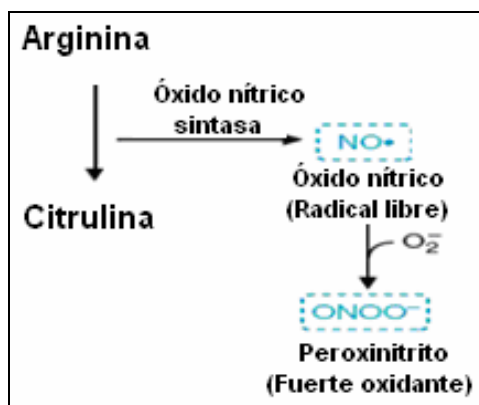 Arginina
Óxido nítrico
sintasa
NO•
Citrulina
Óxido nítrico
(Radical libre)
O₂⁻
ONOO⁻
Peroxinitrito
(Fuerte oxidante)